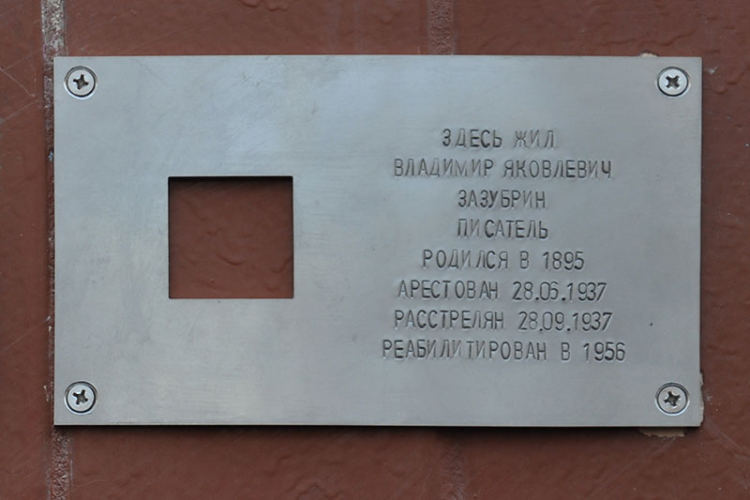 ЗДЕСЬ ЖИЛ
ВЛАДИМИР ЯКОВЛЕВИЧ
ЗАЗУБРИН
ПИСАТЕЛЬ
РОДИЛСЯ В 1895
АРЕСТОВАН 28.06.1937
РАССТРЕЛЯН 28.09.1937
РЕАБИЛИТИРОВАН В 1956